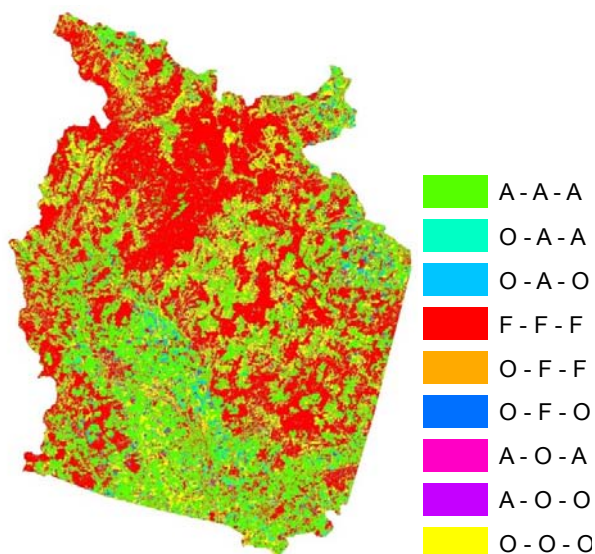 A - A - A
O - A - A
O - A - O
F - F - F
O - F - F
O - F - O
A - O - A
A - O - O
O - O - O